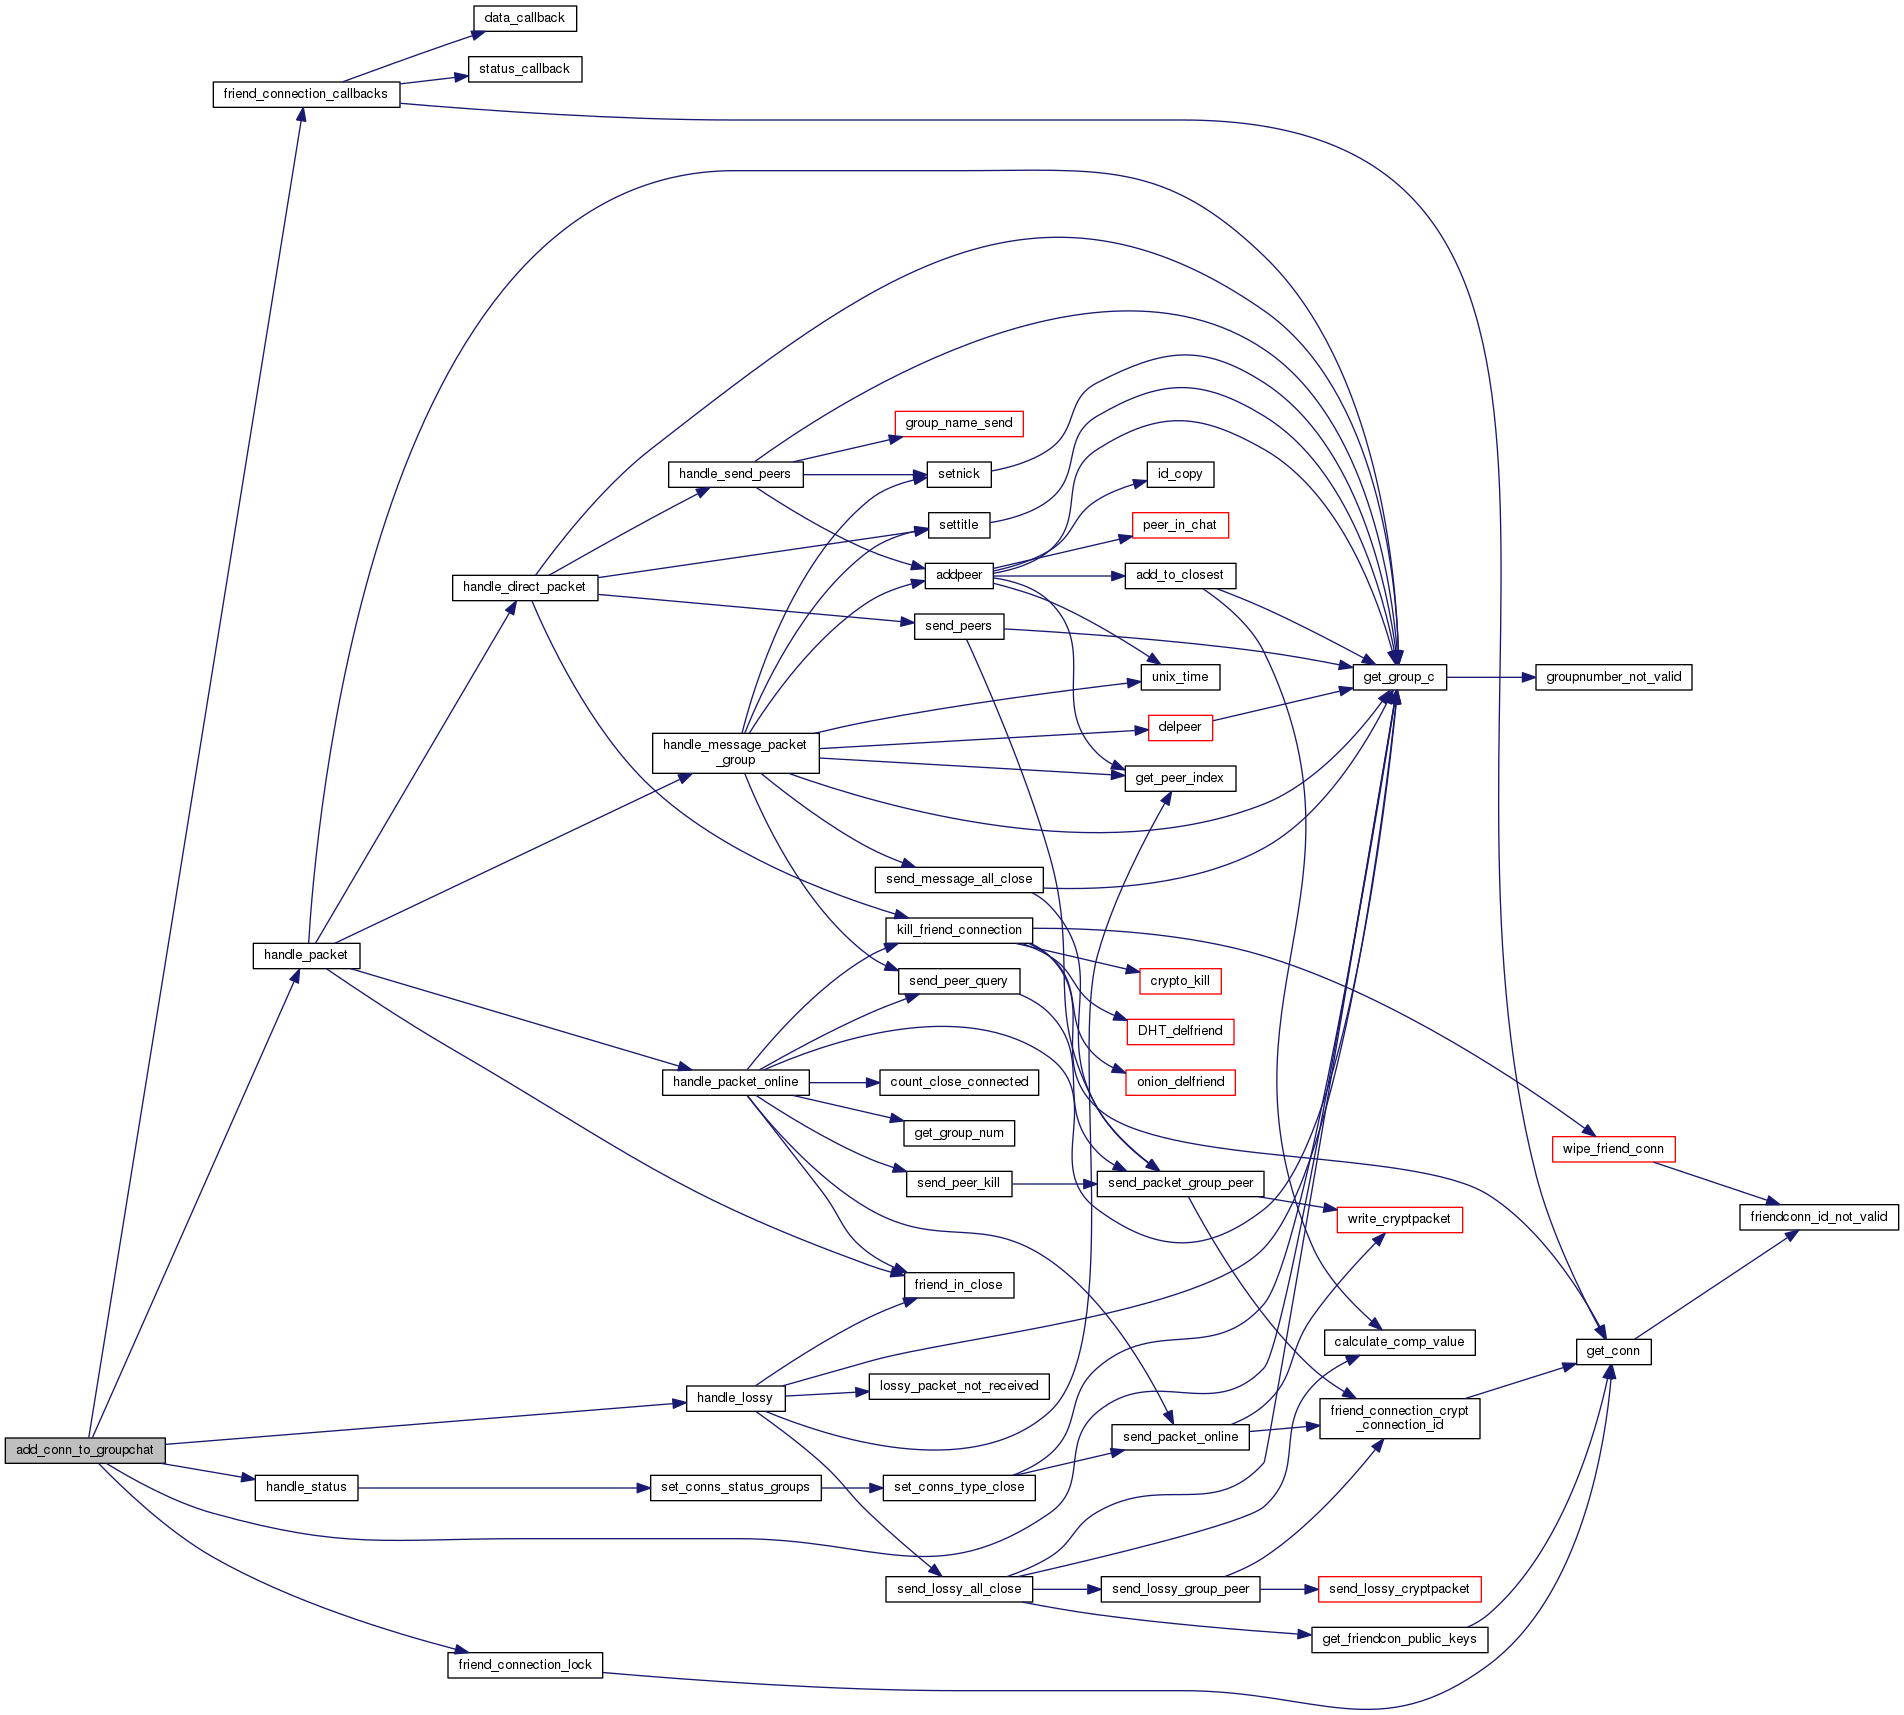 data_callback
status_callback
friend_connection_callbacks
group_name_send
handle_send_peers
setnick
id_copy
settitle
peer_in_chat
handle_direct_packet
addpeer
add_to_closest
send_peers
unix_time
get_group_c
groupnumber_not_valid
delpeer
handle_message_packet
_group
get_peer_index
send_message_all_close
kill_friend_connection
handle_packet
send_peer_query
crypto_kill
DHT_delfriend
handle_packet_online
count_close_connected
onion_delfriend
get_group_num
wipe_friend_conn
send_peer_kill
send_packet_group_peer
write_cryptpacket
friendconn_id_not_valid
friend_in_close
calculate_comp_value
get_conn
handle_lossy
lossy_packet_not_received
friend_connection_crypt
_connection_id
send_packet_online
add_conn_to_groupchat
handle_status
set_conns_status_groups
set_conns_type_close
send_lossy_all_close
send_lossy_group_peer
send_lossy_cryptpacket
get_friendcon_public_keys
friend_connection_lock